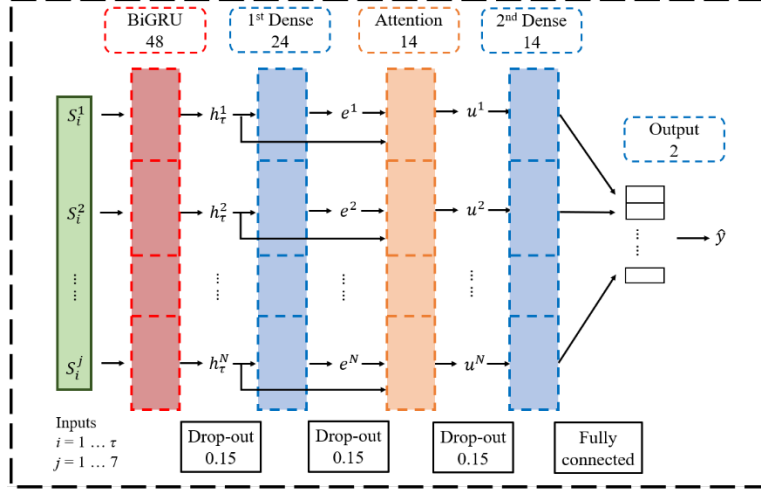 BiGRU
48
1st Dense
24
Attention
14
2nd Dense
14
Output
2
S_i^1 h_τ^1 e^1 u^1
S_i^2 h_τ^2 e^2 u^2
ŷ
S_i^j h_τ^N e^N u^N
Inputs
i = 1 … τ
j = 1 … 7
Drop-out
0.15
Drop-out
0.15
Drop-out
0.15
Fully
connected